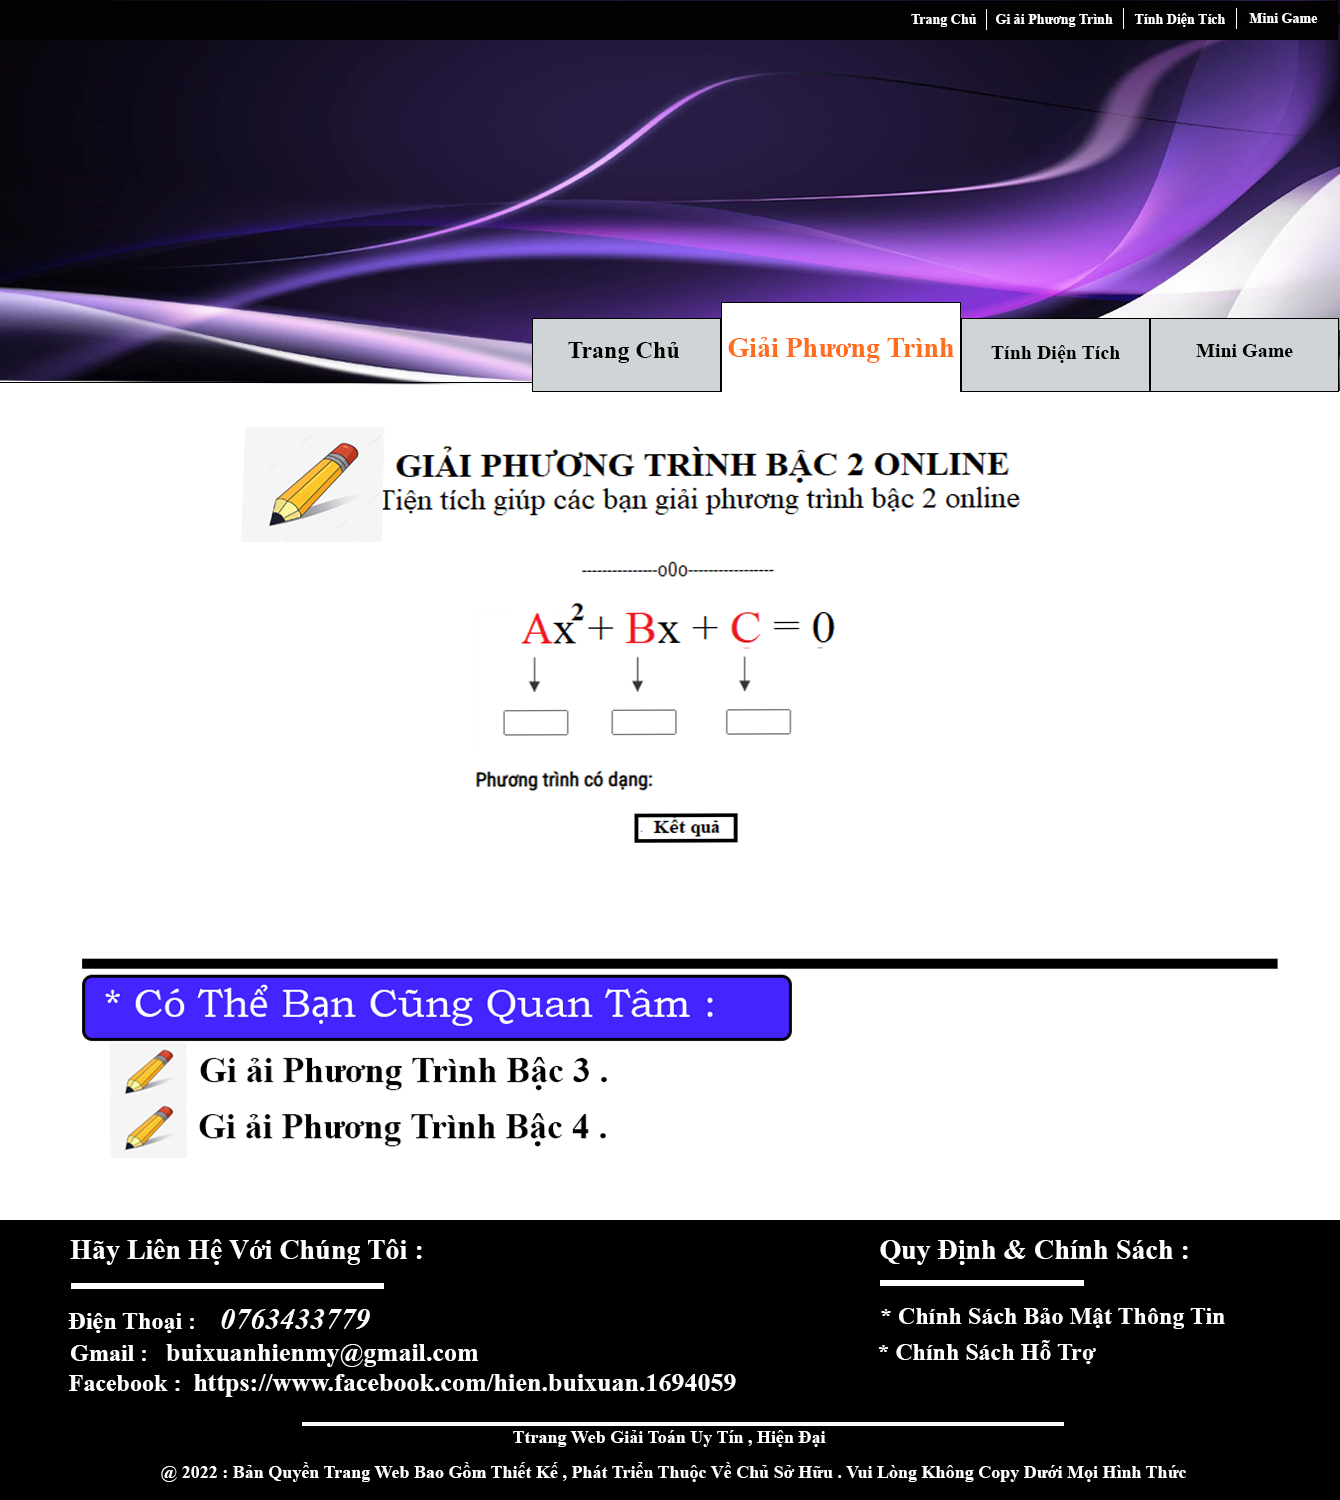 Trang Chủ Gi ải Phương Trình Tính Diện Tích Mini Game
Trang Chủ Giải Phương Trình Tính Diện Tích Mini Game
GIẢI PHƯƠNG TRÌNH BẬC 2 ONLINE
Tiện tích giúp các bạn giải phương trình bậc 2 online
---------------o0o-----------------
Ax² + Bx + C = 0
Phương trình có dạng:
Kết quả
* Có Thể Bạn Cũng Quan Tâm :
Gi ải Phương Trình Bậc 3 .
Gi ải Phương Trình Bậc 4 .
Hãy Liên Hệ Với Chúng Tôi :
Điện Thoại : 0763433779
Gmail : buixuanhienmy@gmail.com
Facebook : https://www.facebook.com/hien.buixuan.1694059
Quy Định & Chính Sách :
* Chính Sách Bảo Mật Thông Tin
* Chính Sách Hỗ Trợ
Ttrang Web Giải Toán Uy Tín , Hiện Đại
@ 2022 : Bản Quyền Trang Web Bao Gồm Thiết Kế , Phát Triển Thuộc Về Chủ Sở Hữu . Vui Lòng Không Copy Dưới Mọi Hình Thức